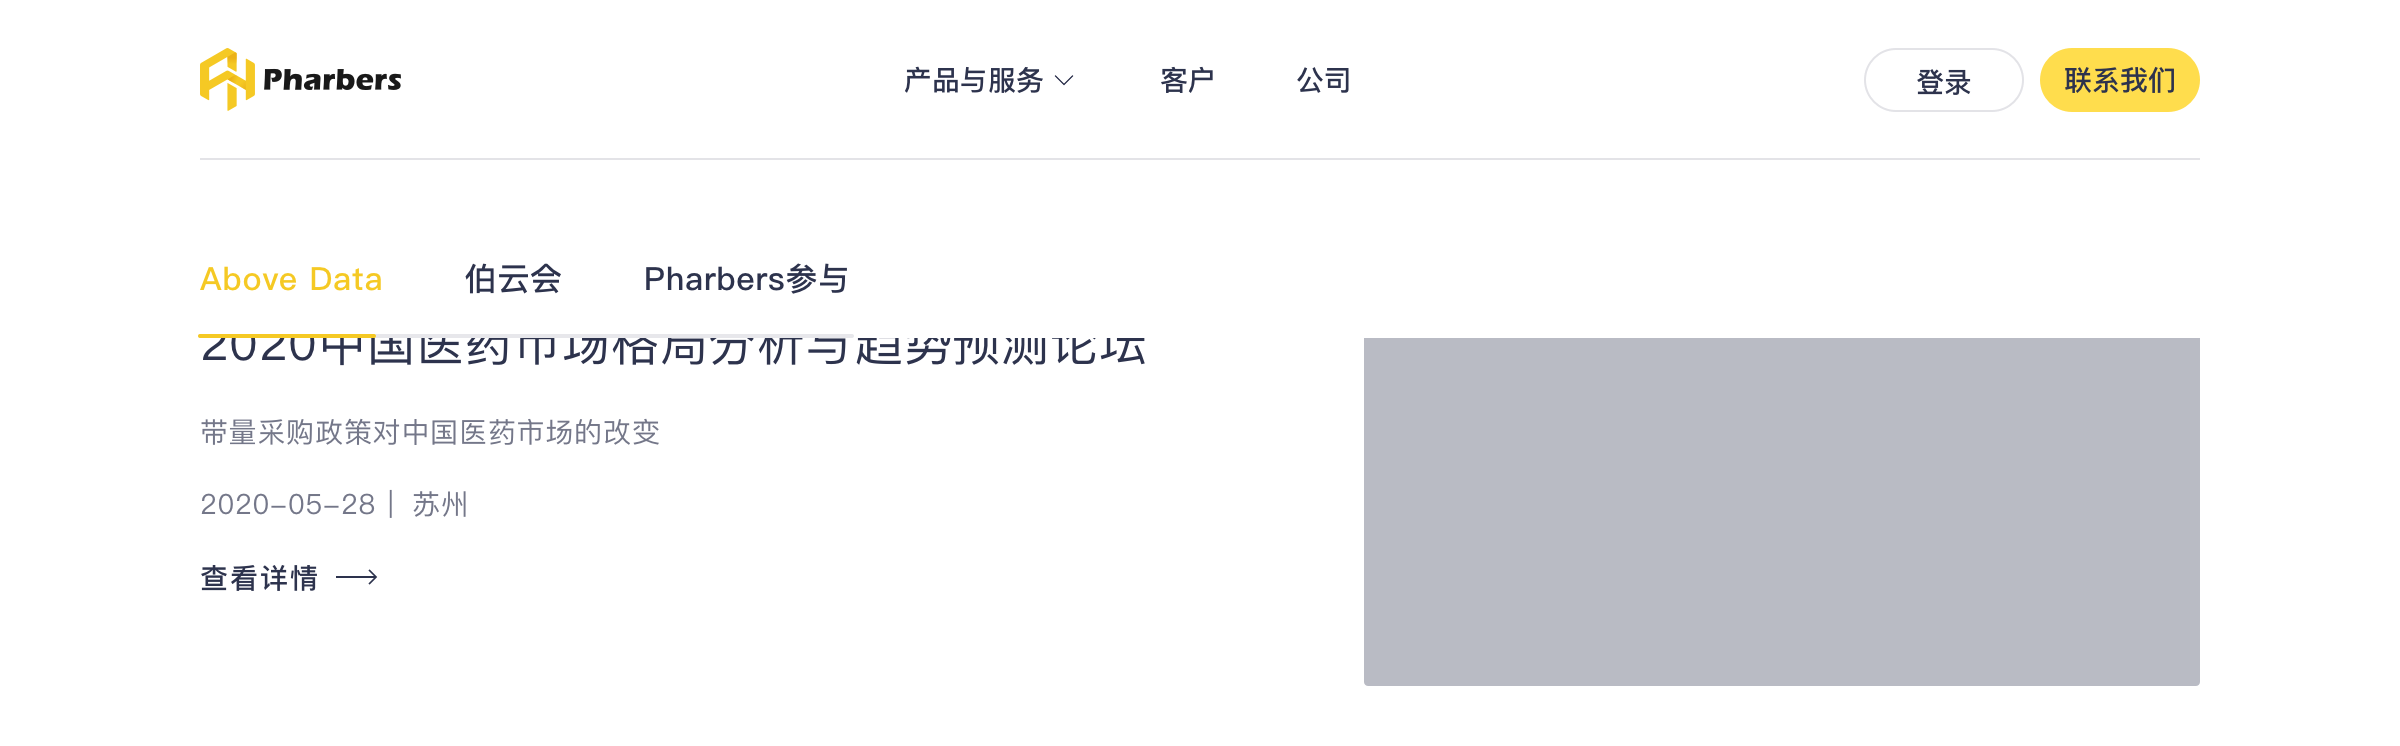 Pharbers
产品与服务
客户
公司
登录
联系我们
Above Data
伯云会
Pharbers参与
2020中国医药市场格局分析与趋势预测论坛
带量采购政策对中国医药市场的改变
2020-05-28 | 苏州
查看详情